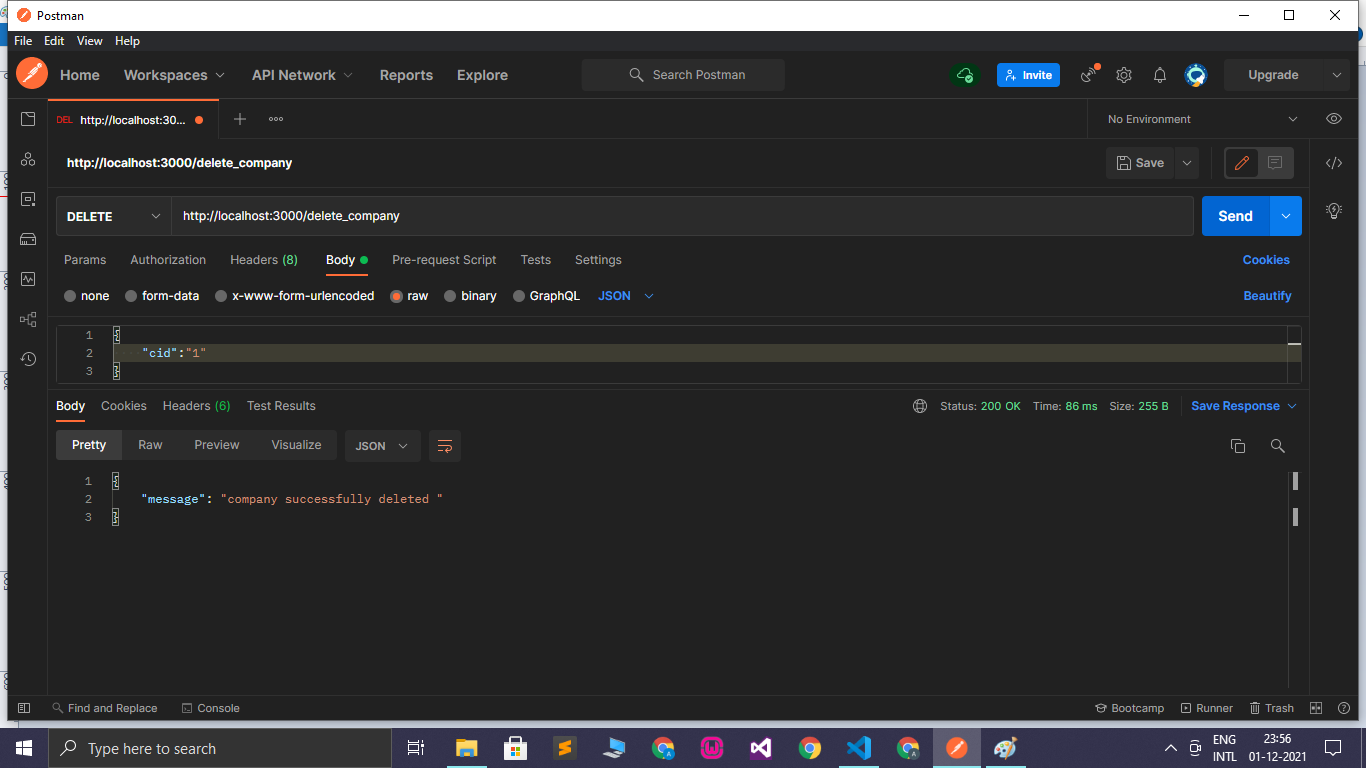 Postman
File Edit View Help
Home Workspaces API Network Reports Explore Search Postman Invite Upgrade
DEL http://localhost:30... No Environment
http://localhost:3000/delete_company Save
DELETE http://localhost:3000/delete_company Send
Params Authorization Headers (8) Body Pre-request Script Tests Settings Cookies
none form-data x-www-form-urlencoded raw binary GraphQL JSON Beautify
1 {
2 "cid":"1"
3 }
Body Cookies Headers (6) Test Results Status: 200 OK Time: 86 ms Size: 255 B Save Response
Pretty Raw Preview Visualize JSON
1 {
2 "message": "company successfully deleted "
3 }
Find and Replace Console Bootcamp Runner Trash
Type here to search ENG 23:56
INTL 01-12-2021